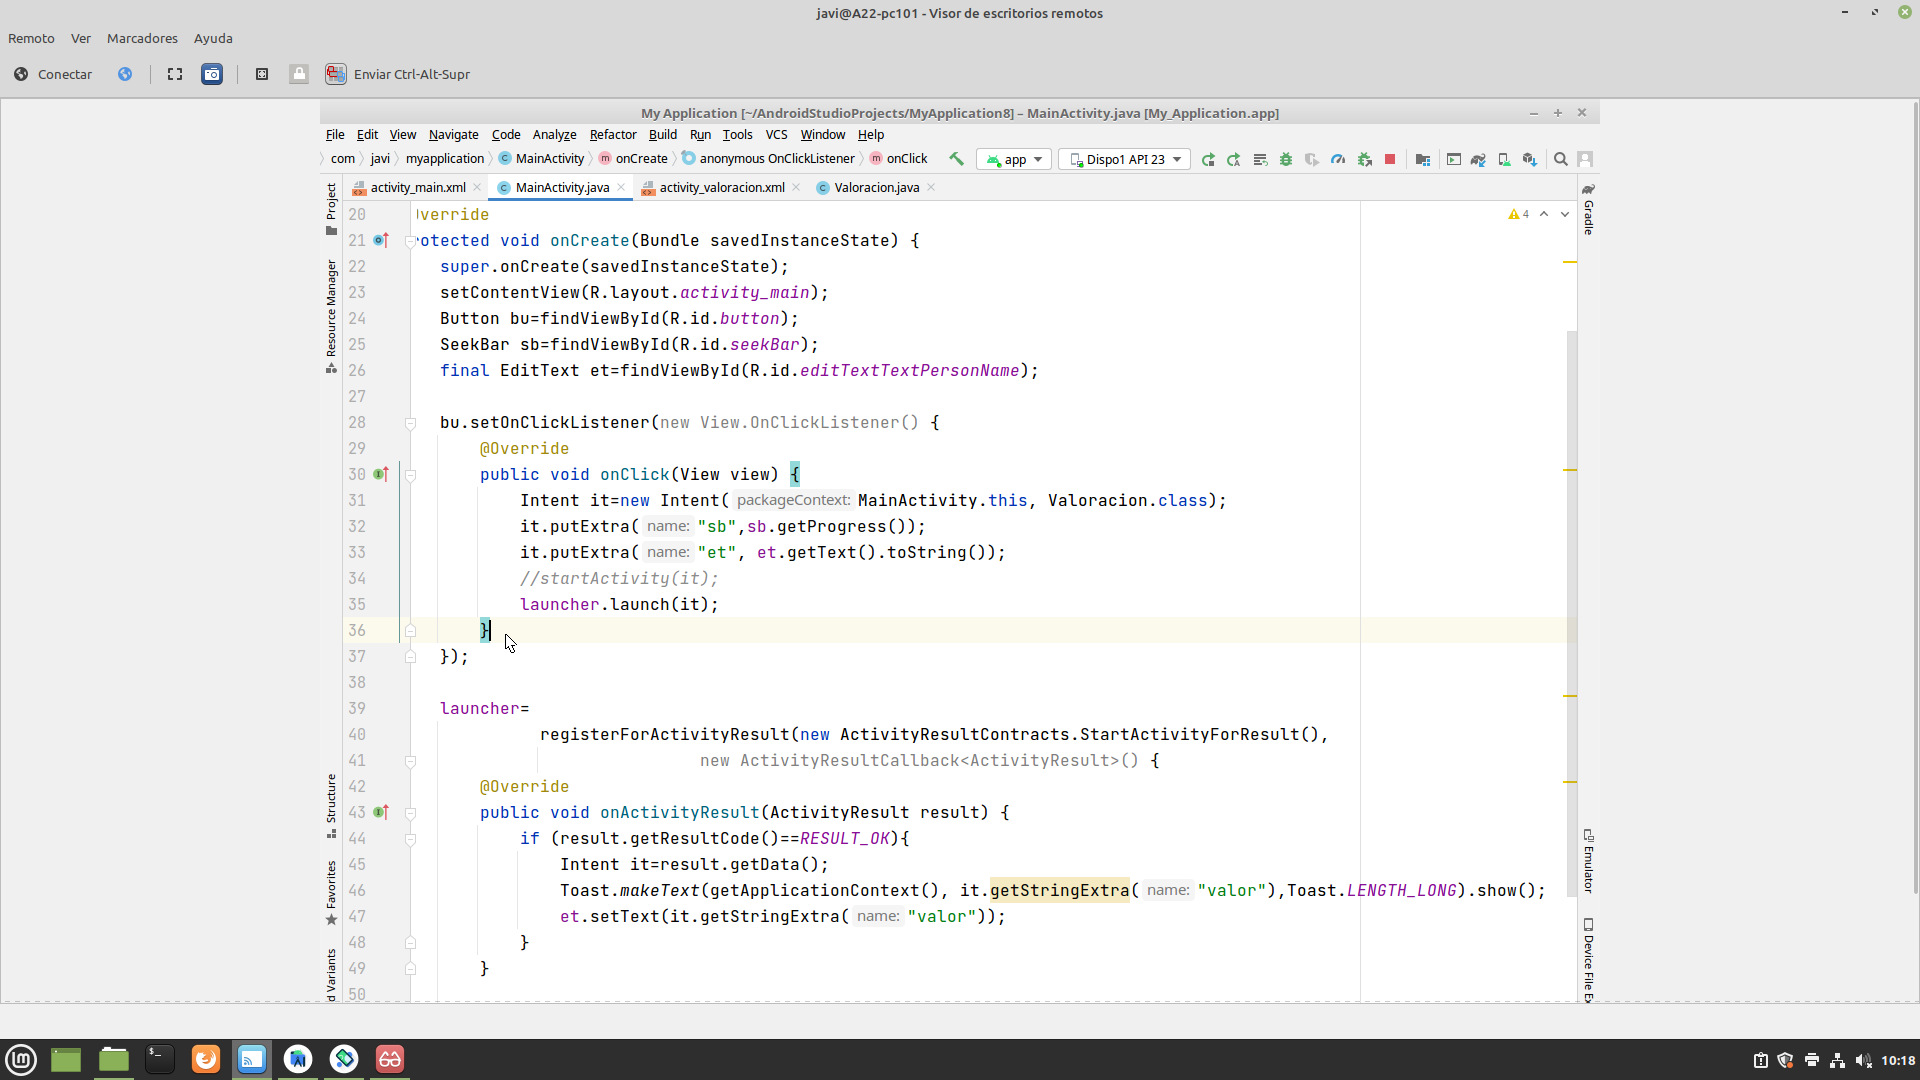 javi@A22-pc101 - Visor de escritorios remotos
Remoto Ver Marcadores Ayuda
Conectar Enviar Ctrl-Alt-Supr
My Application [~/AndroidStudioProjects/MyApplication8] – MainActivity.java [My_Application.app]
File Edit View Navigate Code Analyze Refactor Build Run Tools VCS Window Help
com javi myapplication MainActivity onCreate anonymous OnClickListener onClick app Dispo1 API 23
activity_main.xml MainActivity.java activity_valoracion.xml Valoracion.java
Project
Resource Manager
Structure
Favorites
d Variants
20 verride
21 otected void onCreate(Bundle savedInstanceState) {
22 super.onCreate(savedInstanceState);
23 setContentView(R.layout.activity_main);
24 Button bu=findViewById(R.id.button);
25 SeekBar sb=findViewById(R.id.seekBar);
26 final EditText et=findViewById(R.id.editTextTextPersonName);
27
28 bu.setOnClickListener(new View.OnClickListener() {
29 @Override
30 public void onClick(View view) {
31 Intent it=new Intent( packageContext: MainActivity.this, Valoracion.class);
32 it.putExtra( name: "sb",sb.getProgress());
33 it.putExtra( name: "et", et.getText().toString());
34 //startActivity(it);
35 launcher.launch(it);
36 }
37 });
38
39 launcher=
40 registerForActivityResult(new ActivityResultContracts.StartActivityForResult(),
41 new ActivityResultCallback<ActivityResult>() {
42 @Override
43 public void onActivityResult(ActivityResult result) {
44 if (result.getResultCode()==RESULT_OK){
45 Intent it=result.getData();
46 Toast.makeText(getApplicationContext(), it.getStringExtra( name: "valor"),Toast.LENGTH_LONG).show();
47 et.setText(it.getStringExtra( name: "valor"));
48 }
49 }
50
4
Gradle
Emulator
Device File Ex
10:18